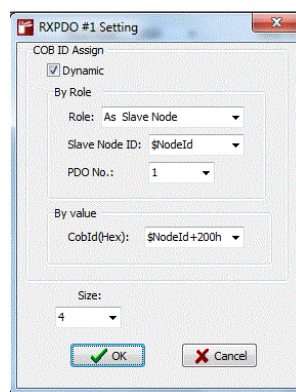 RXPDO #1 Setting
COB ID Assign
Dynamic
By Role
Role: As Slave Node
Slave Node ID: $NodeId
PDO No.: 1
By value
CobId(Hex): $NodeId+200h
Size:
4
OK Cancel